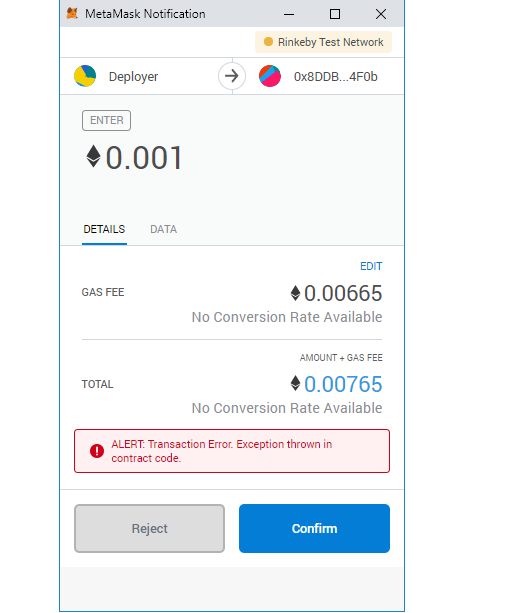 MetaMask Notification
Rinkeby Test Network
Deployer
0x8DDB...4F0b
ENTER
0.001
DETAILS DATA
EDIT
GAS FEE
0.00665
No Conversion Rate Available
AMOUNT + GAS FEE
TOTAL
0.00765
No Conversion Rate Available
ALERT: Transaction Error. Exception thrown in
contract code.
Reject
Confirm